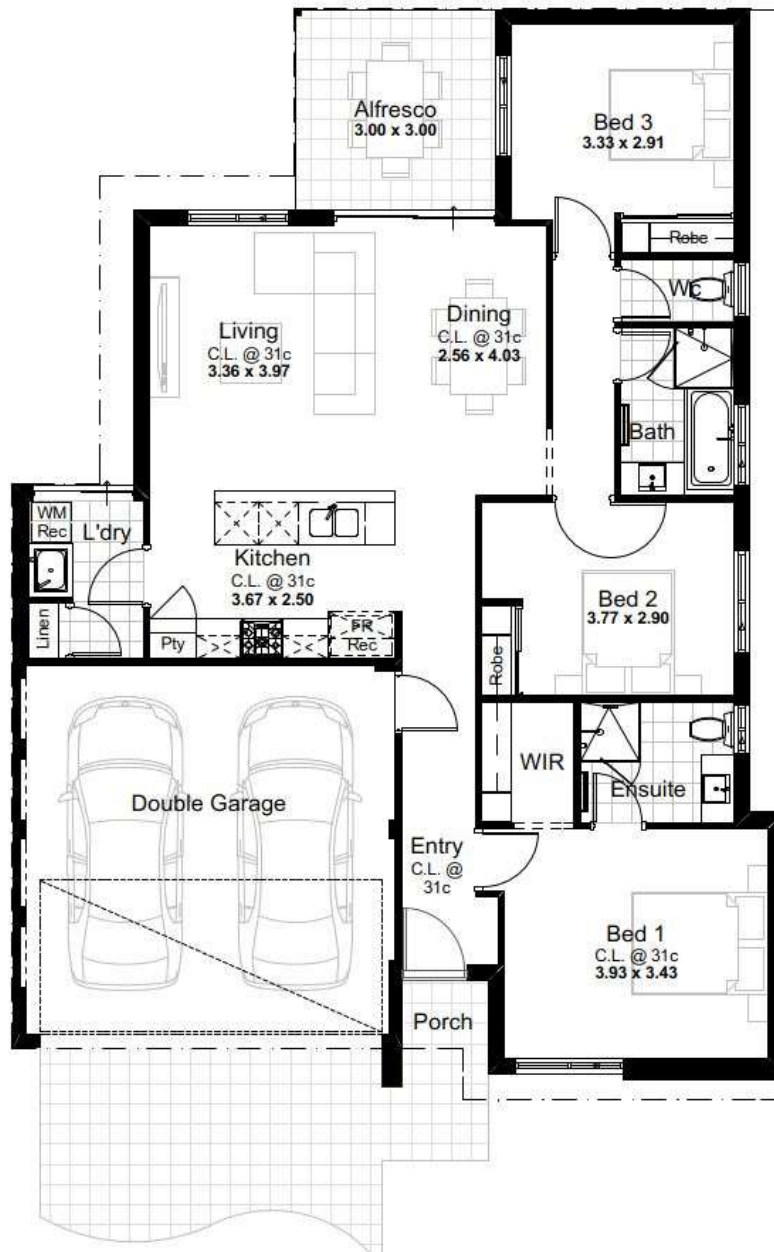 Alfresco
3.00 x 3.00
Bed 3
3.33 x 2.91
Robe
Wc
Living
C.L. @ 31c
3.36 x 3.97
Dining
C.L. @ 31c
2.56 x 4.03
Bath
WM
Rec
L'dry
Kitchen
C.L. @ 31c
3.67 x 2.50
Linen
Pty
FR
Rec
Bed 2
3.77 x 2.90
Robe
WIR
Ensuite
Double Garage
Entry
C.L. @
31c
Bed 1
C.L. @ 31c
3.93 x 3.43
Porch